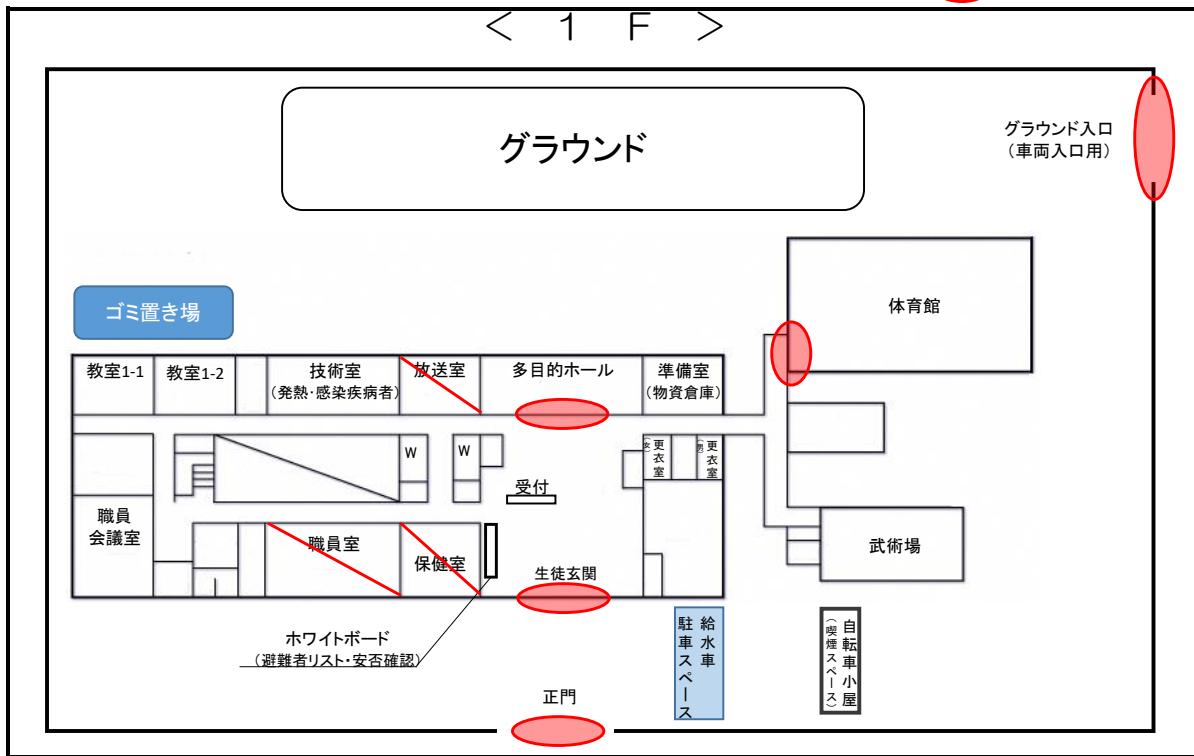 ＜ １ Ｆ ＞
グラウンド
グラウンド入口
（車両入口用）
体育館
ゴミ置き場
教室1-1
教室1-2
技術室
（発熱・感染疾病者）
放送室
多目的ホール
準備室
（物資倉庫）
W
W
更衣室
（女）
更衣室
（男）
受付
職員
会議室
職員室
保健室
生徒玄関
武術場
ホワイトボード
（避難者リスト・安否確認）
給水車
駐車スペース
自転車小屋
（喫煙スペース）
正門